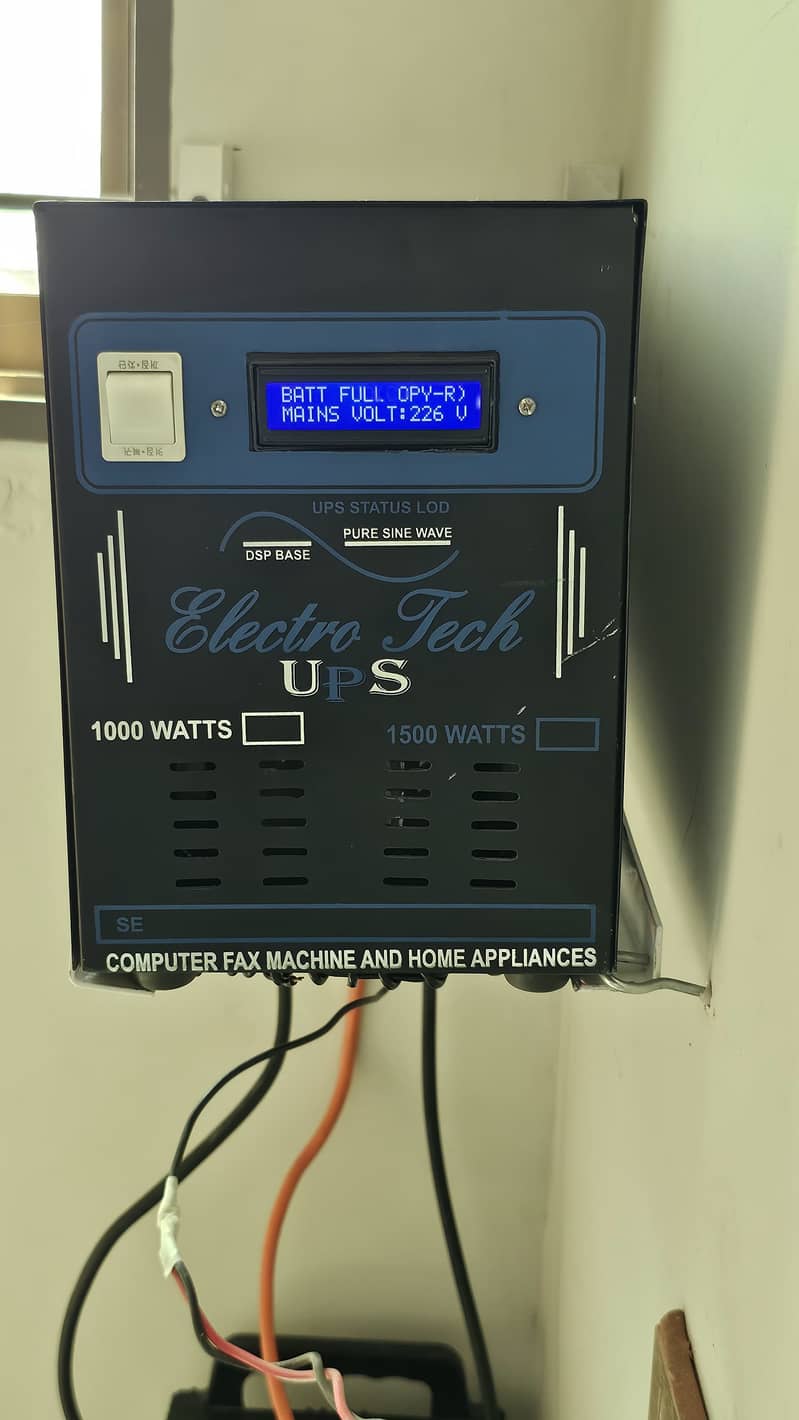 BATT FULL OPY-R)
MAINS VOLT:226 V
UPS STATUS LOD
DSP BASE
PURE SINE WAVE
Electro Tech
UPS
1000 WATTS
1500 WATTS
SE
COMPUTER FAX MACHINE AND HOME APPLIANCES